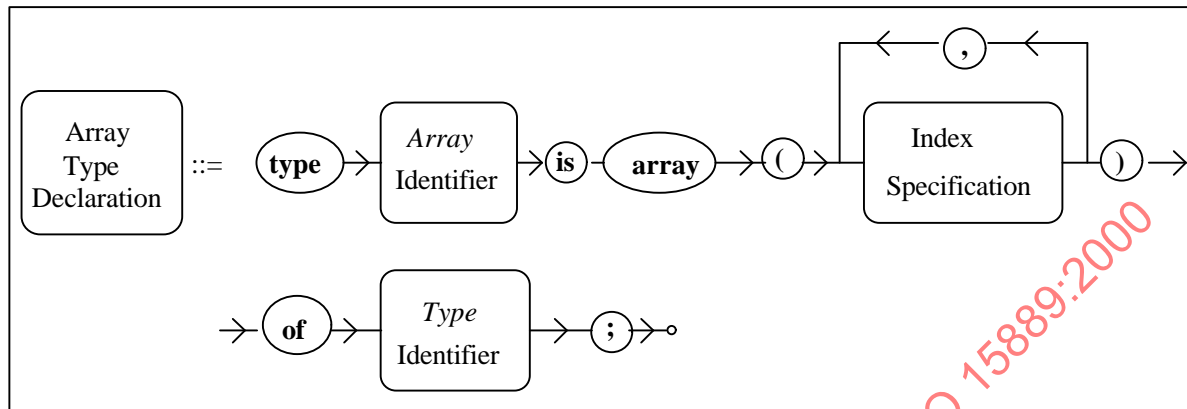 Array Type Declaration ::= type Array Identifier is array ( Index Specification , )
of Type Identifier ;
O 15889:2000